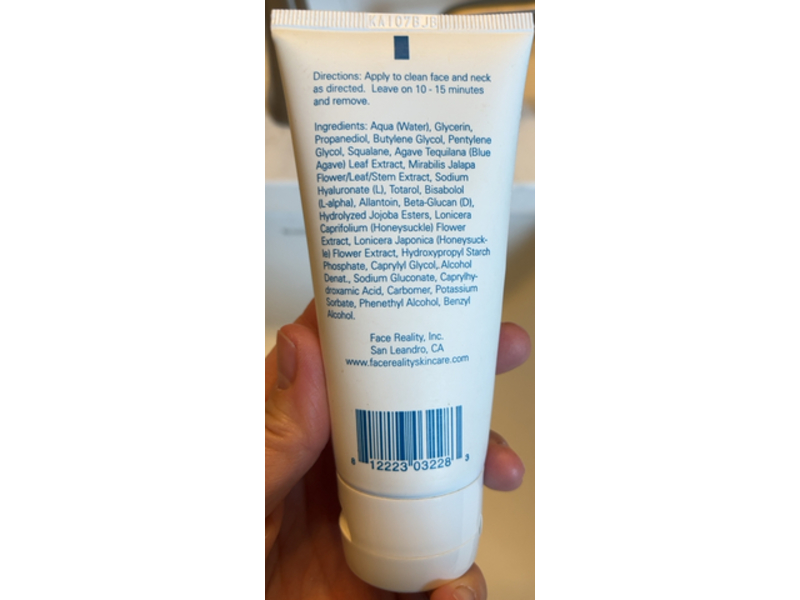 KA107BJB
Directions: Apply to clean face and neck
as directed. Leave on 10 - 15 minutes
and remove.
Ingredients: Aqua (Water), Glycerin,
Propanediol, Butylene Glycol, Pentylene
Glycol, Squalane, Agave Tequilana (Blue
Agave) Leaf Extract, Mirabilis Jalapa
Flower/Leaf/Stem Extract, Sodium
Hyaluronate (L), Totarol, Bisabolol
(L-alpha), Allantoin, Beta-Glucan (D),
Hydrolyzed Jojoba Esters, Lonicera
Caprifolium (Honeysuckle) Flower
Extract, Lonicera Japonica (Honeysuck-
le) Flower Extract, Hydroxypropyl Starch
Phosphate, Caprylyl Glycol, Alcohol
Denat., Sodium Gluconate, Caprylhy-
droxamic Acid, Carbomer, Potassium
Sorbate, Phenethyl Alcohol, Benzyl
Alcohol.
Face Reality, Inc.
San Leandro, CA
www.facerealityskincare.com
8 12223 03228 3